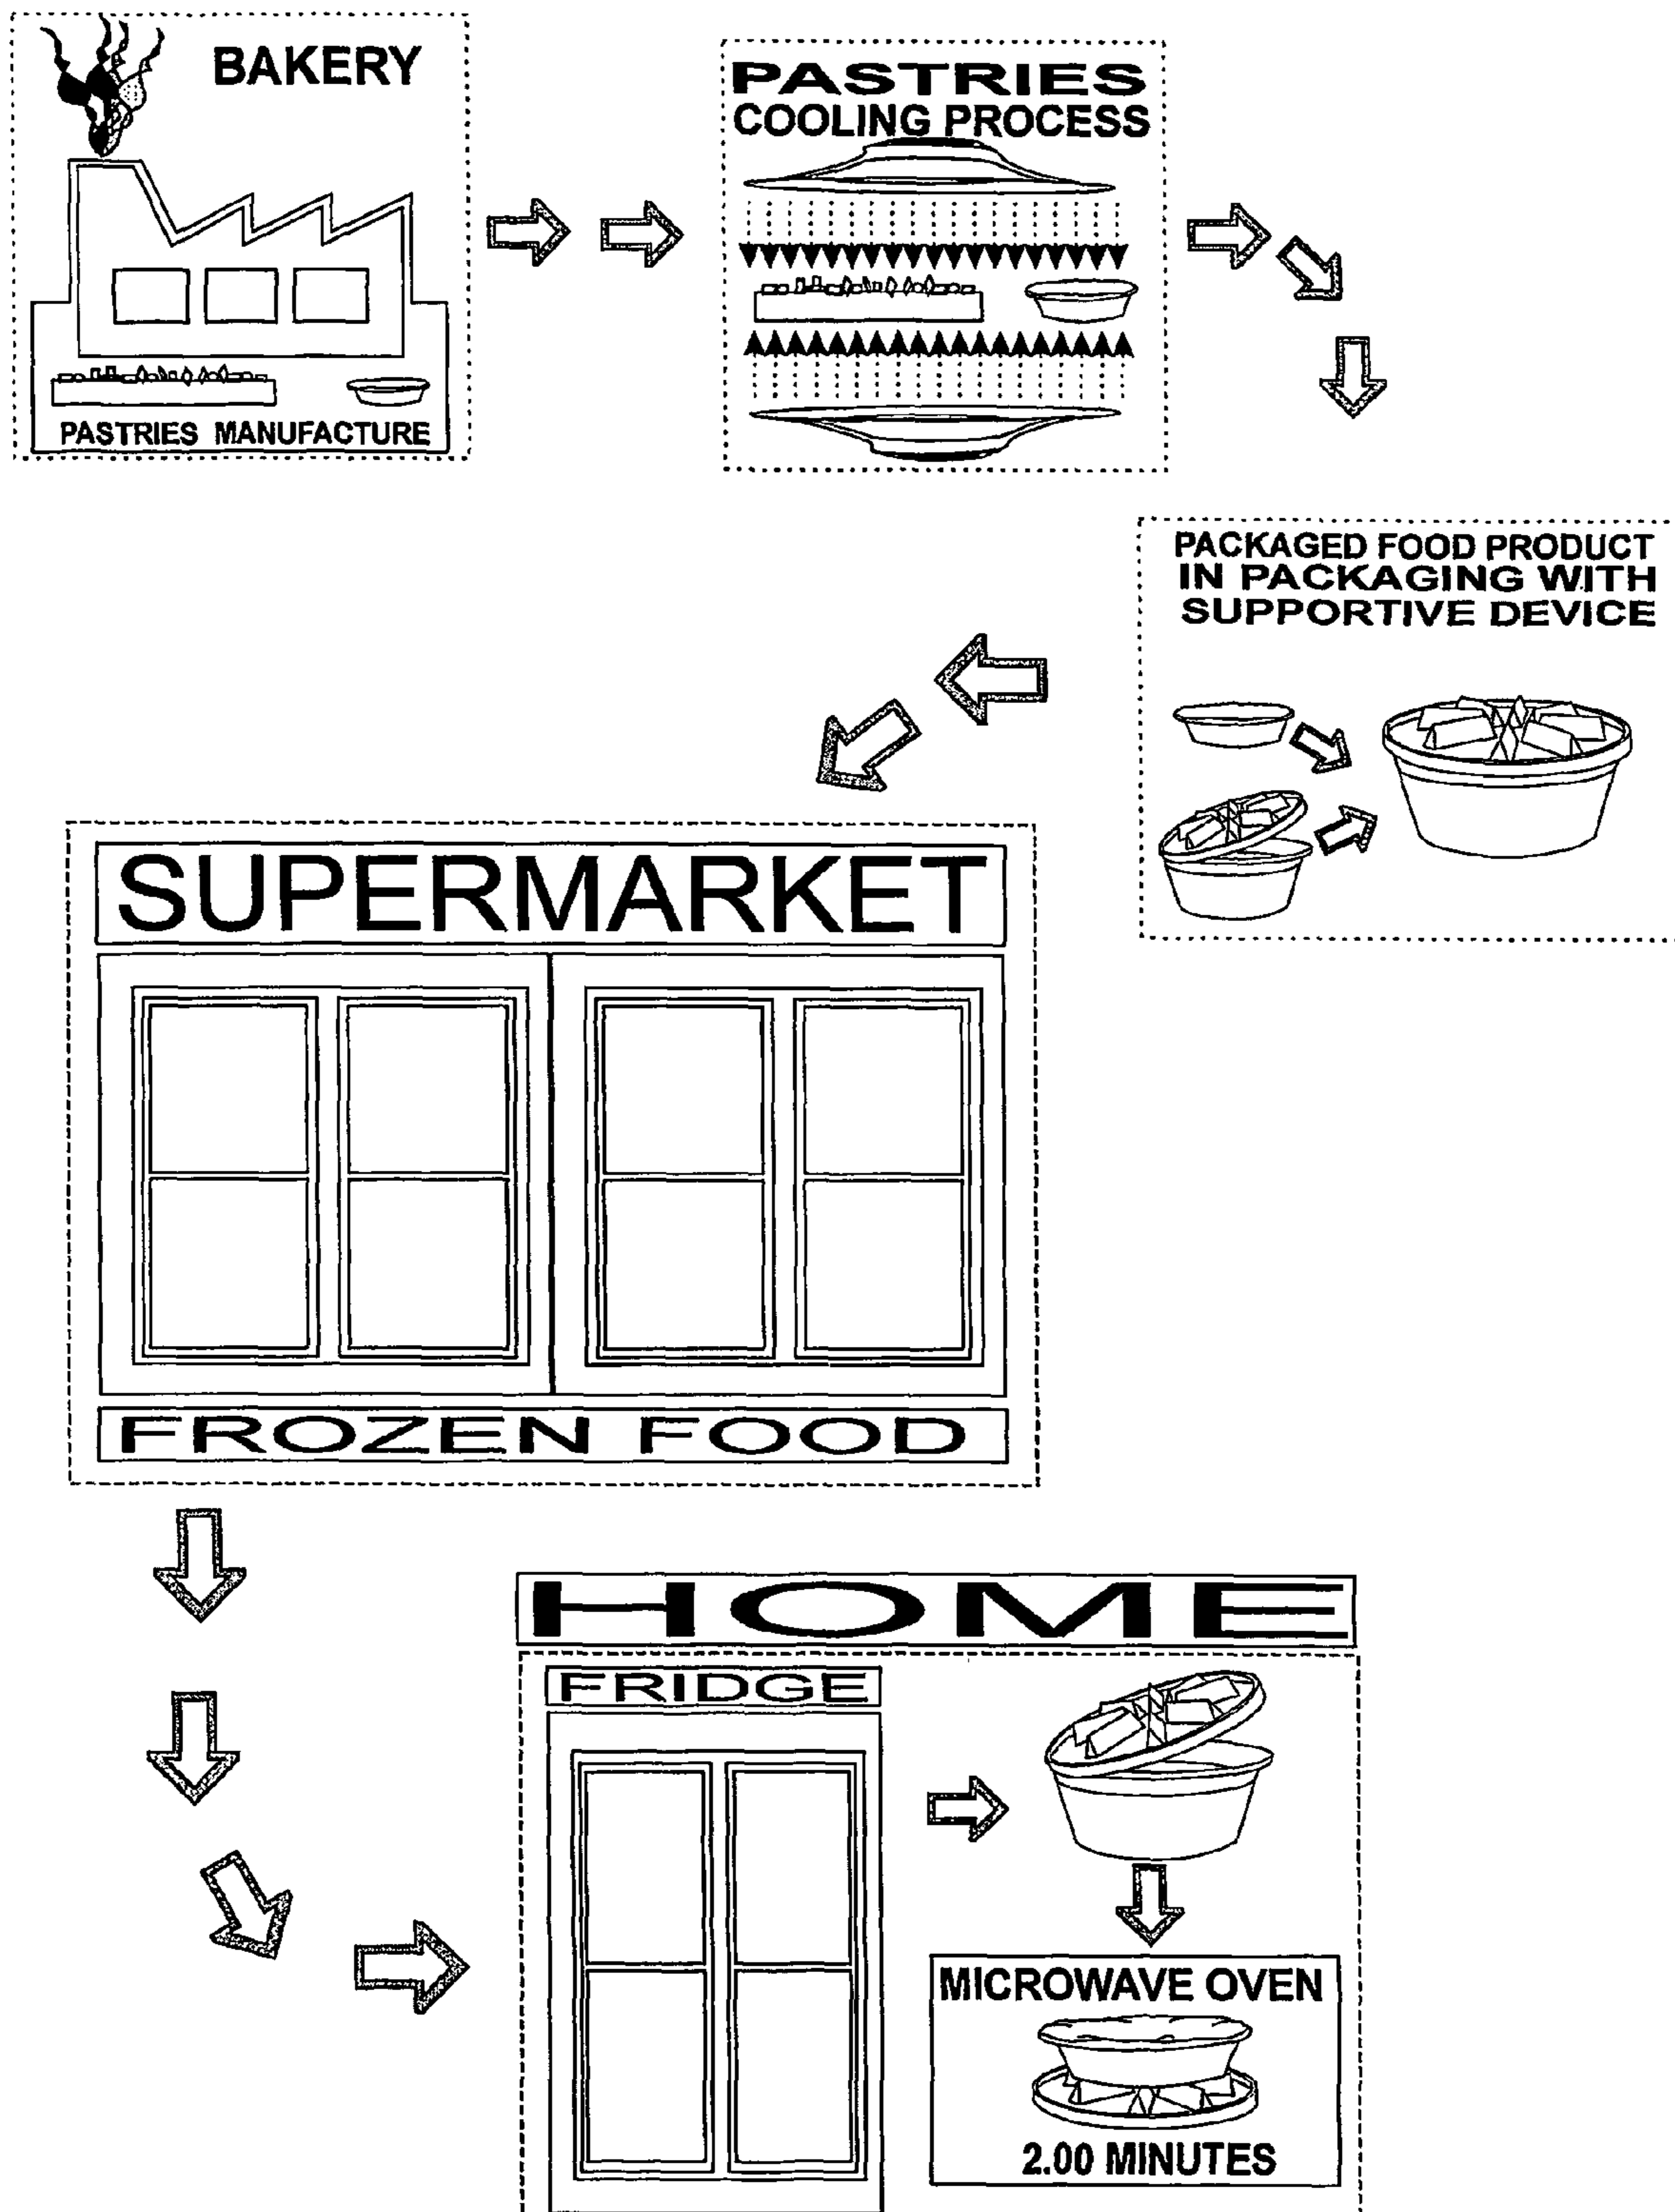 BAKERY
PASTRIES MANUFACTURE
PASTRIES
COOLING PROCESS
PACKAGED FOOD PRODUCT
IN PACKAGING WITH
SUPPORTIVE DEVICE
SUPERMARKET
FROZEN FOOD
HOME
FRIDGE
MICROWAVE OVEN
2.00 MINUTES